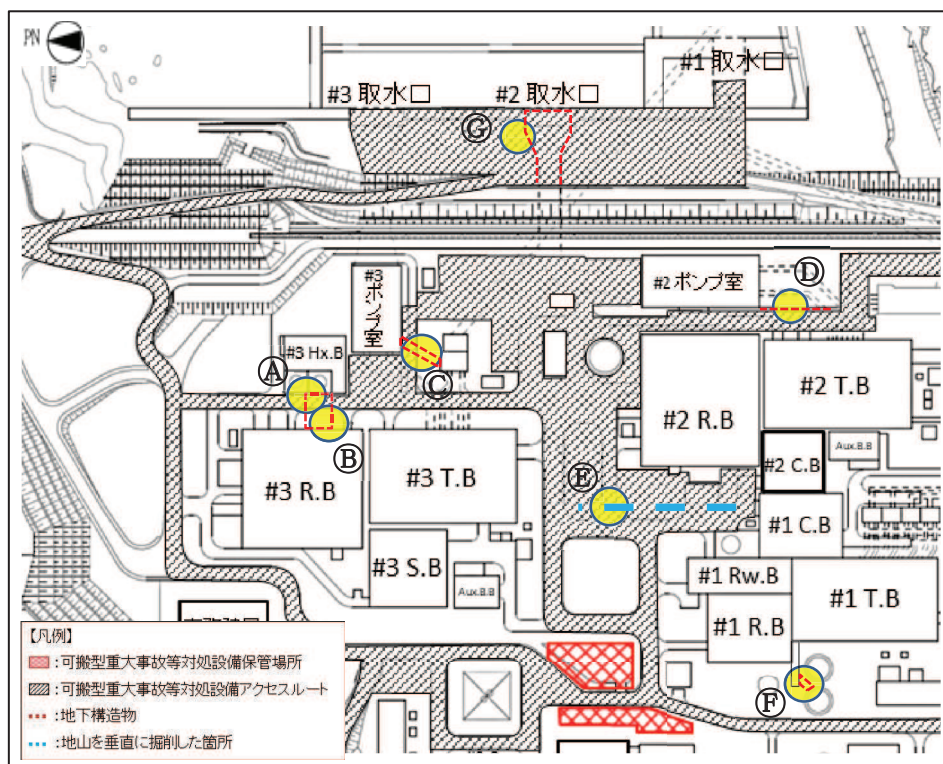 PN
#1 取水口
#3 取水口
#2 取水口
Ⓖ
Ⓓ
#3 ポンプ室
#2 ポンプ室
#3 Hx.B
Ⓐ
Ⓒ
#2 T.B
#2 R.B
Ⓑ
#3 R.B
#3 T.B
Aux.B.B
#2 C.B
Ⓔ
#1 C.B
#3 S.B
Aux.B.B
#1 Rw.B
#1 T.B
#1 R.B
Ⓕ
【凡例】
:可搬型重大事故等対処設備保管場所
:可搬型重大事故等対処設備アクセスルート
:地下構造物
:地山を垂直に掘削した箇所